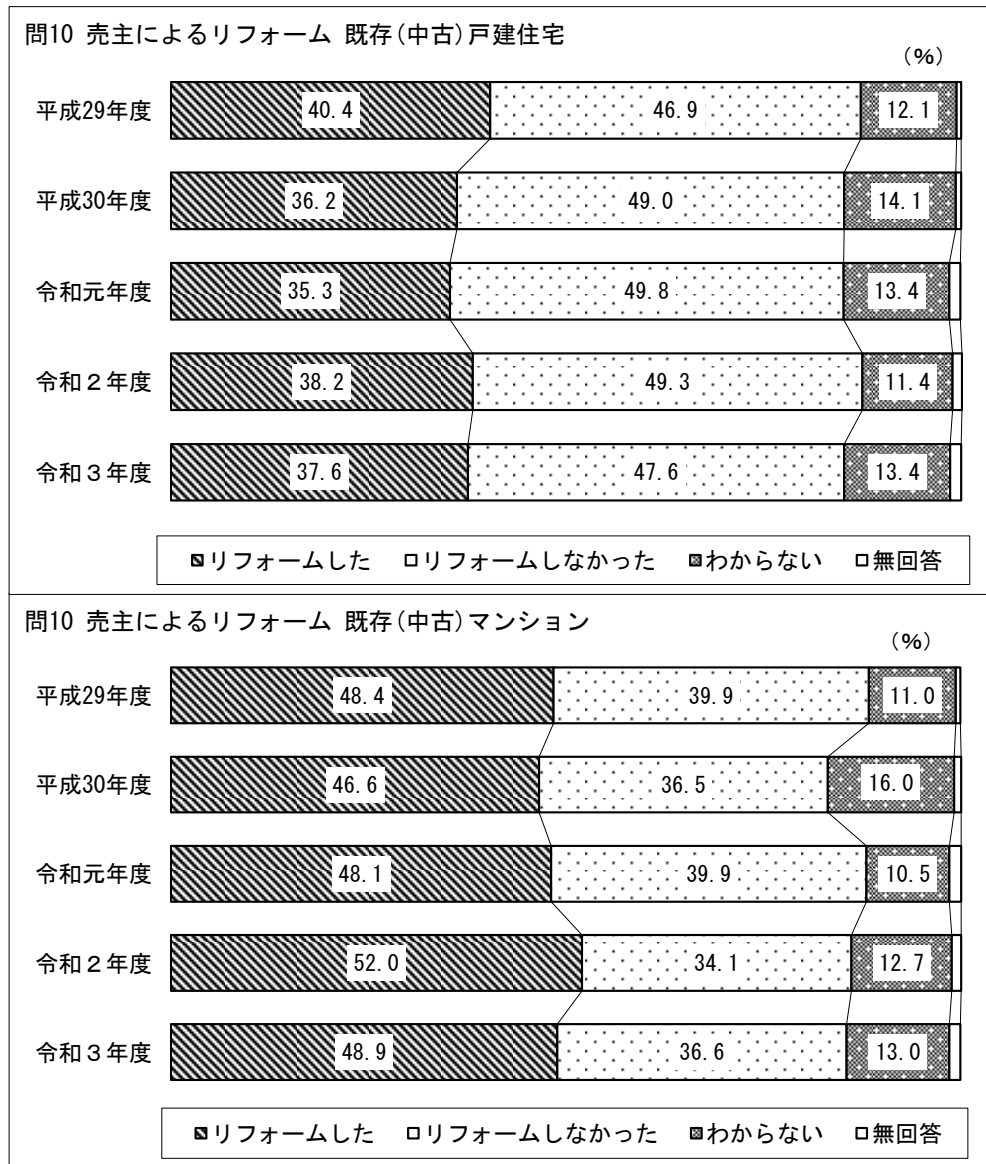 問10 売主によるリフォーム 既存(中古)戸建住宅
(%)
平成29年度 40.4 46.9 12.1
平成30年度 36.2 49.0 14.1
令和元年度 35.3 49.8 13.4
令和2年度 38.2 49.3 11.4
令和3年度 37.6 47.6 13.4
リフォームした リフォームしなかった わからない 無回答
問10 売主によるリフォーム 既存(中古)マンション
(%)
平成29年度 48.4 39.9 11.0
平成30年度 46.6 36.5 16.0
令和元年度 48.1 39.9 10.5
令和2年度 52.0 34.1 12.7
令和3年度 48.9 36.6 13.0
リフォームした リフォームしなかった わからない 無回答